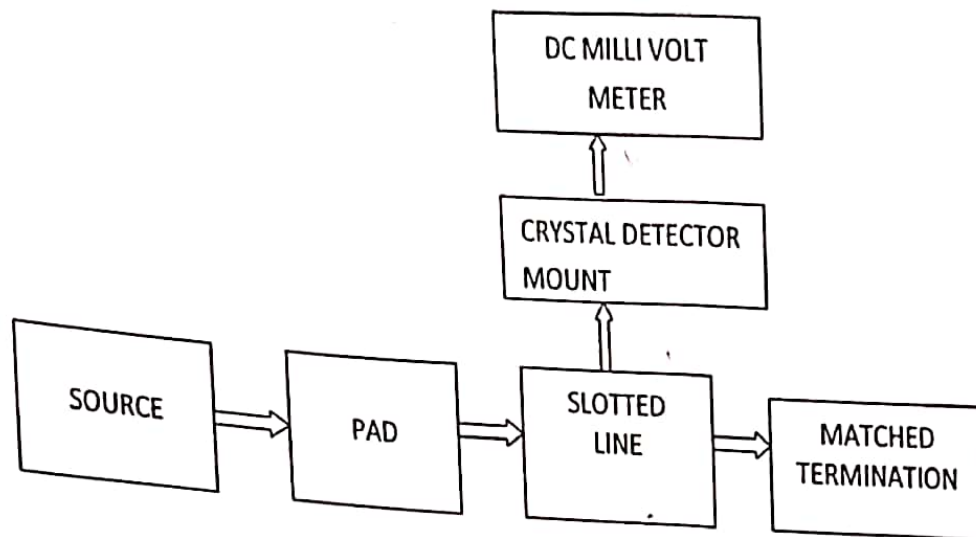 DC MILLI VOLT
METER
CRYSTAL DETECTOR
MOUNT
SOURCE
PAD
SLOTTED
LINE
MATCHED
TERMINATION